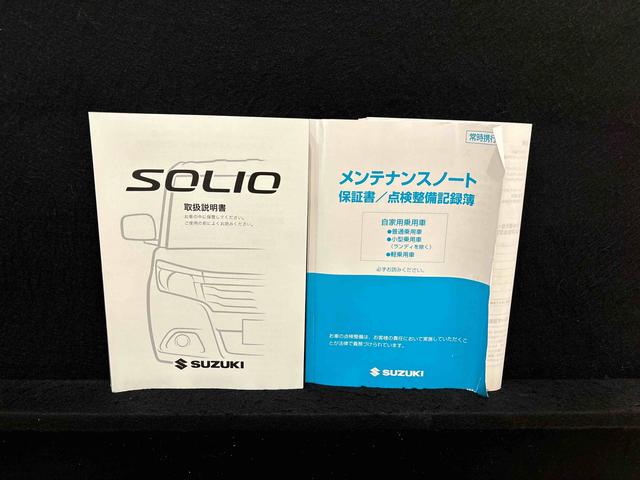 SOLIO
取扱説明書
お車の中に保管してください。
ご使用の前によくお読みください。
SUZUKI
常時携行
メンテナンスノート
保証書／点検整備記録簿
自家用乗用車
●普通乗用車
●小型乗用車
（ランディを除く）
●軽乗用車
必ずお読みください。
お車の点検整備は、お客様の責任において実施していただくこ
とが法律で義務づけられています。
SUZUKI